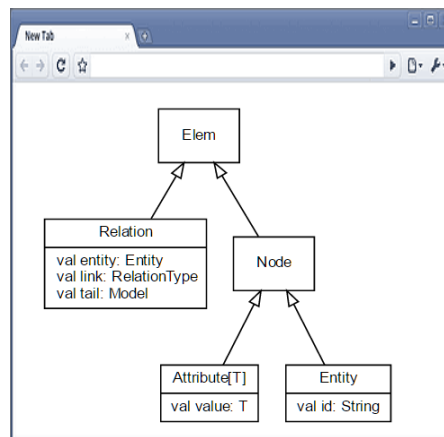 New Tab
Elem
Relation
val entity: Entity
val link: RelationType
val tail: Model
Node
Attribute[T]
val value: T
Entity
val id: String